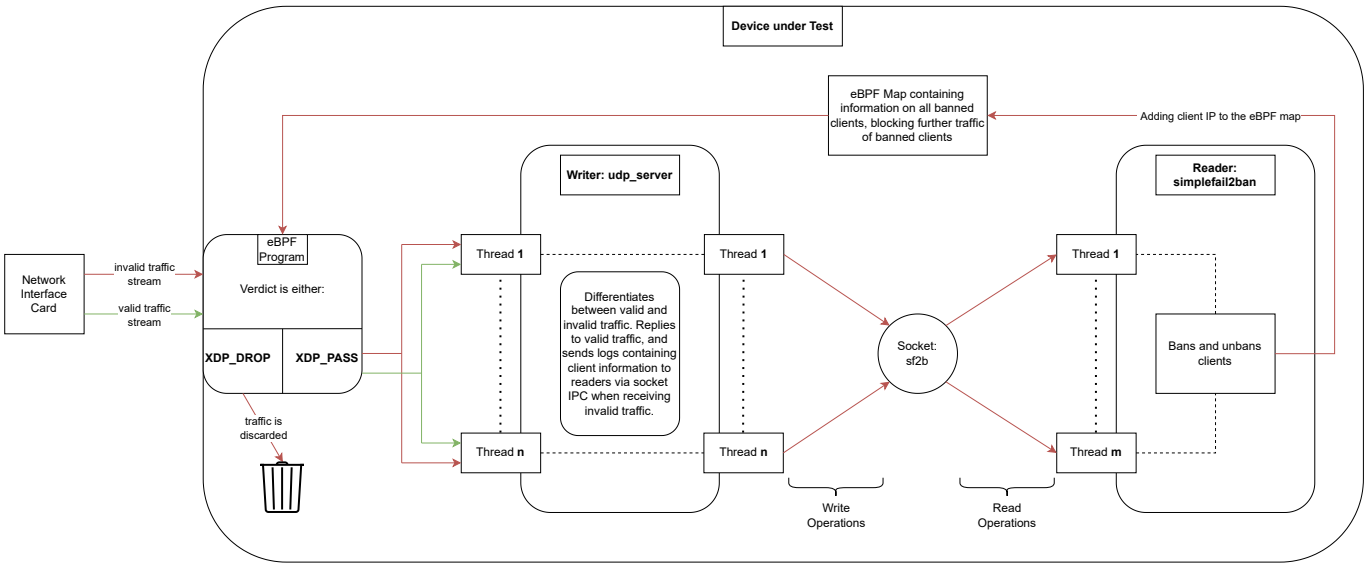 Device under Test
eBPF Map containing
information on all banned
clients, blocking further traffic
of banned clients
Adding client IP to the eBPF map
Writer: udp_server
Reader:
simplefail2ban
Network
Interface
Card
invalid traffic
stream
valid traffic
stream
eBPF
Program
Verdict is either:
XDP_DROP
XDP_PASS
traffic is
discarded
Thread 1
Thread n
Differentiates
between valid and
invalid traffic. Replies
to valid traffic, and
sends logs containing
client information to
readers via socket
IPC when receiving
invalid traffic.
Thread 1
Thread n
Socket:
sf2b
Write
Operations
Read
Operations
Thread 1
Thread m
Bans and unbans
clients